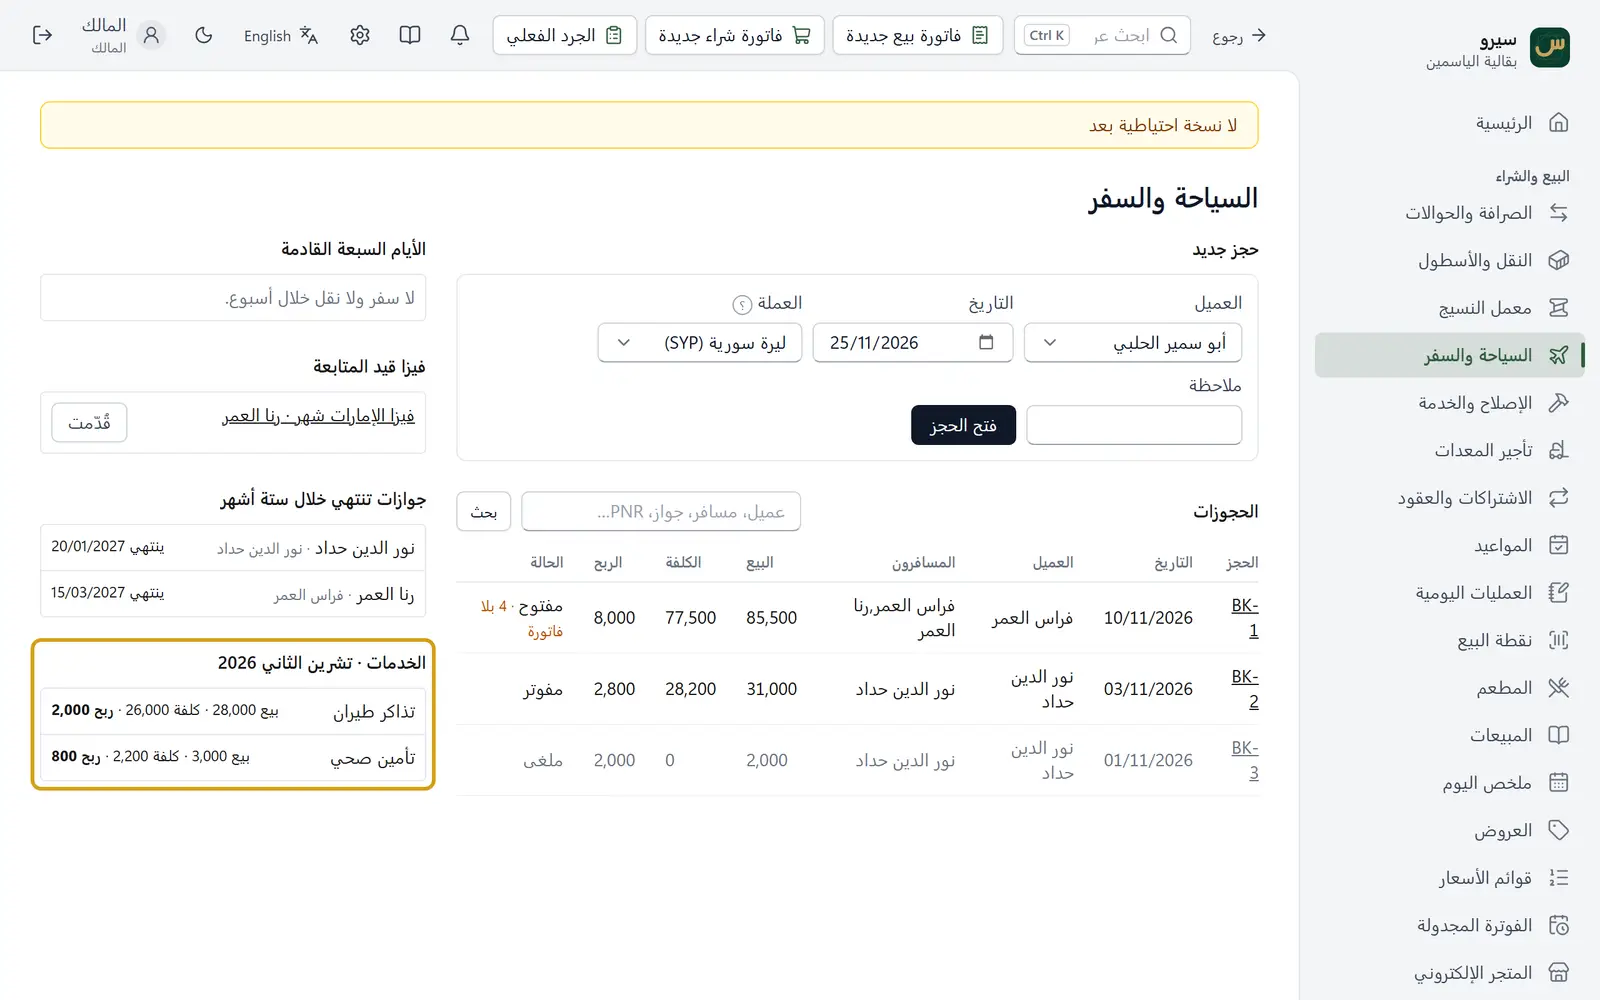 سيرو
بقالية الياسمين
رجوع
ابحث عر
Ctrl K
فاتورة بيع جديدة
فاتورة شراء جديدة
الجرد الفعلي
English
المالك
المالك
الرئيسية
البيع والشراء
الصرافة والحوالات
النقل والأسطول
معمل النسيج
السياحة والسفر
الإصلاح والخدمة
تأجير المعدات
الاشتراكات والعقود
المواعيد
العمليات اليومية
نقطة البيع
المطعم
المبيعات
ملخص اليوم
العروض
قوائم الأسعار
الفوترة المجدولة
المتجر الإلكتروني
لا نسخة احتياطية بعد
السياحة والسفر
حجز جديد
العميل
التاريخ
العملة ؟
أبو سمير الحلبي
25/11/2026
ليرة سورية (SYP)
ملاحظة
فتح الحجز
الحجوزات
عميل، مسافر، جواز، PNR...
بحث
الحجز التاريخ العميل المسافرون البيع الكلفة الربح الحالة
BK-1 10/11/2026 فراس العمر فراس العمر,رنا العمر 85,500 77,500 8,000 مفتوح · 4 بلا فاتورة
BK-2 03/11/2026 نور الدين حداد نور الدين حداد 31,000 28,200 2,800 مفوتر
BK-3 01/11/2026 نور الدين حداد نور الدين حداد 2,000 0 2,000 ملغى
الأيام السبعة القادمة
لا سفر ولا نقل خلال أسبوع.
فيزا قيد المتابعة
فيزا الإمارات شهر · رنا العمر
قُدّمت
جوازات تنتهي خلال ستة أشهر
نور الدين حداد · نور الدين حداد ينتهي 20/01/2027
رنا العمر · فراس العمر ينتهي 15/03/2027
الخدمات · تشرين الثاني 2026
تذاكر طيران بيع 28,000 · كلفة 26,000 · ربح 2,000
تأمين صحي بيع 3,000 · كلفة 2,200 · ربح 800